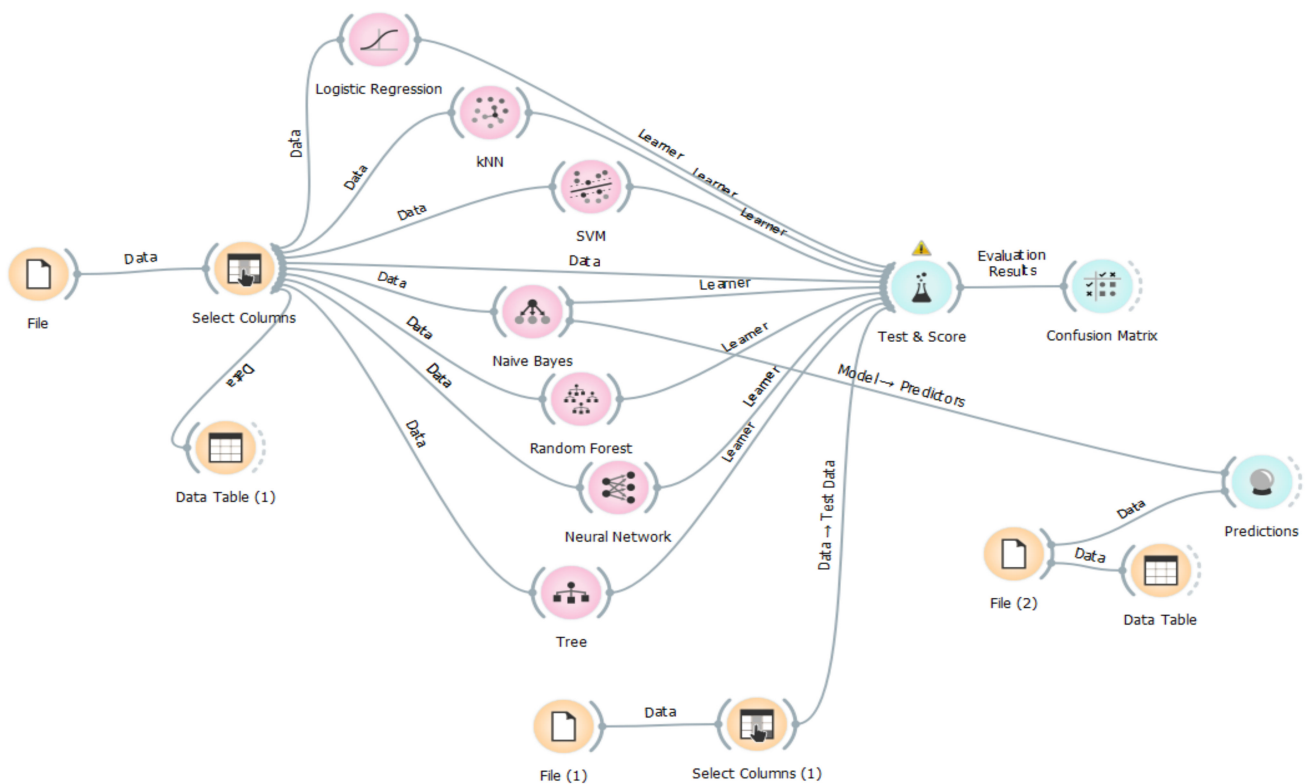 Logistic Regression
Data
Learner
kNN
Data
Learner
SVM
Data
Learner
File
Data
Select Columns
Data
Test & Score
Evaluation
Results
Confusion Matrix
Data
Naive Bayes
Learner
Model → Predictors
Data
Data Table (1)
Data
Random Forest
Learner
Data
Neural Network
Learner
Data
Tree
Learner
Data → Test Data
Predictions
Data
File (2)
Data
Data Table
File (1)
Data
Select Columns (1)